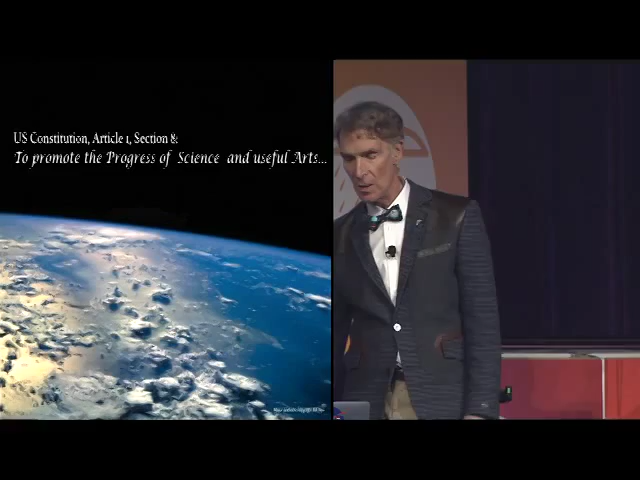 US Constitution, Article 1, Section 8:
To promote the Progress of Science and useful Arts...